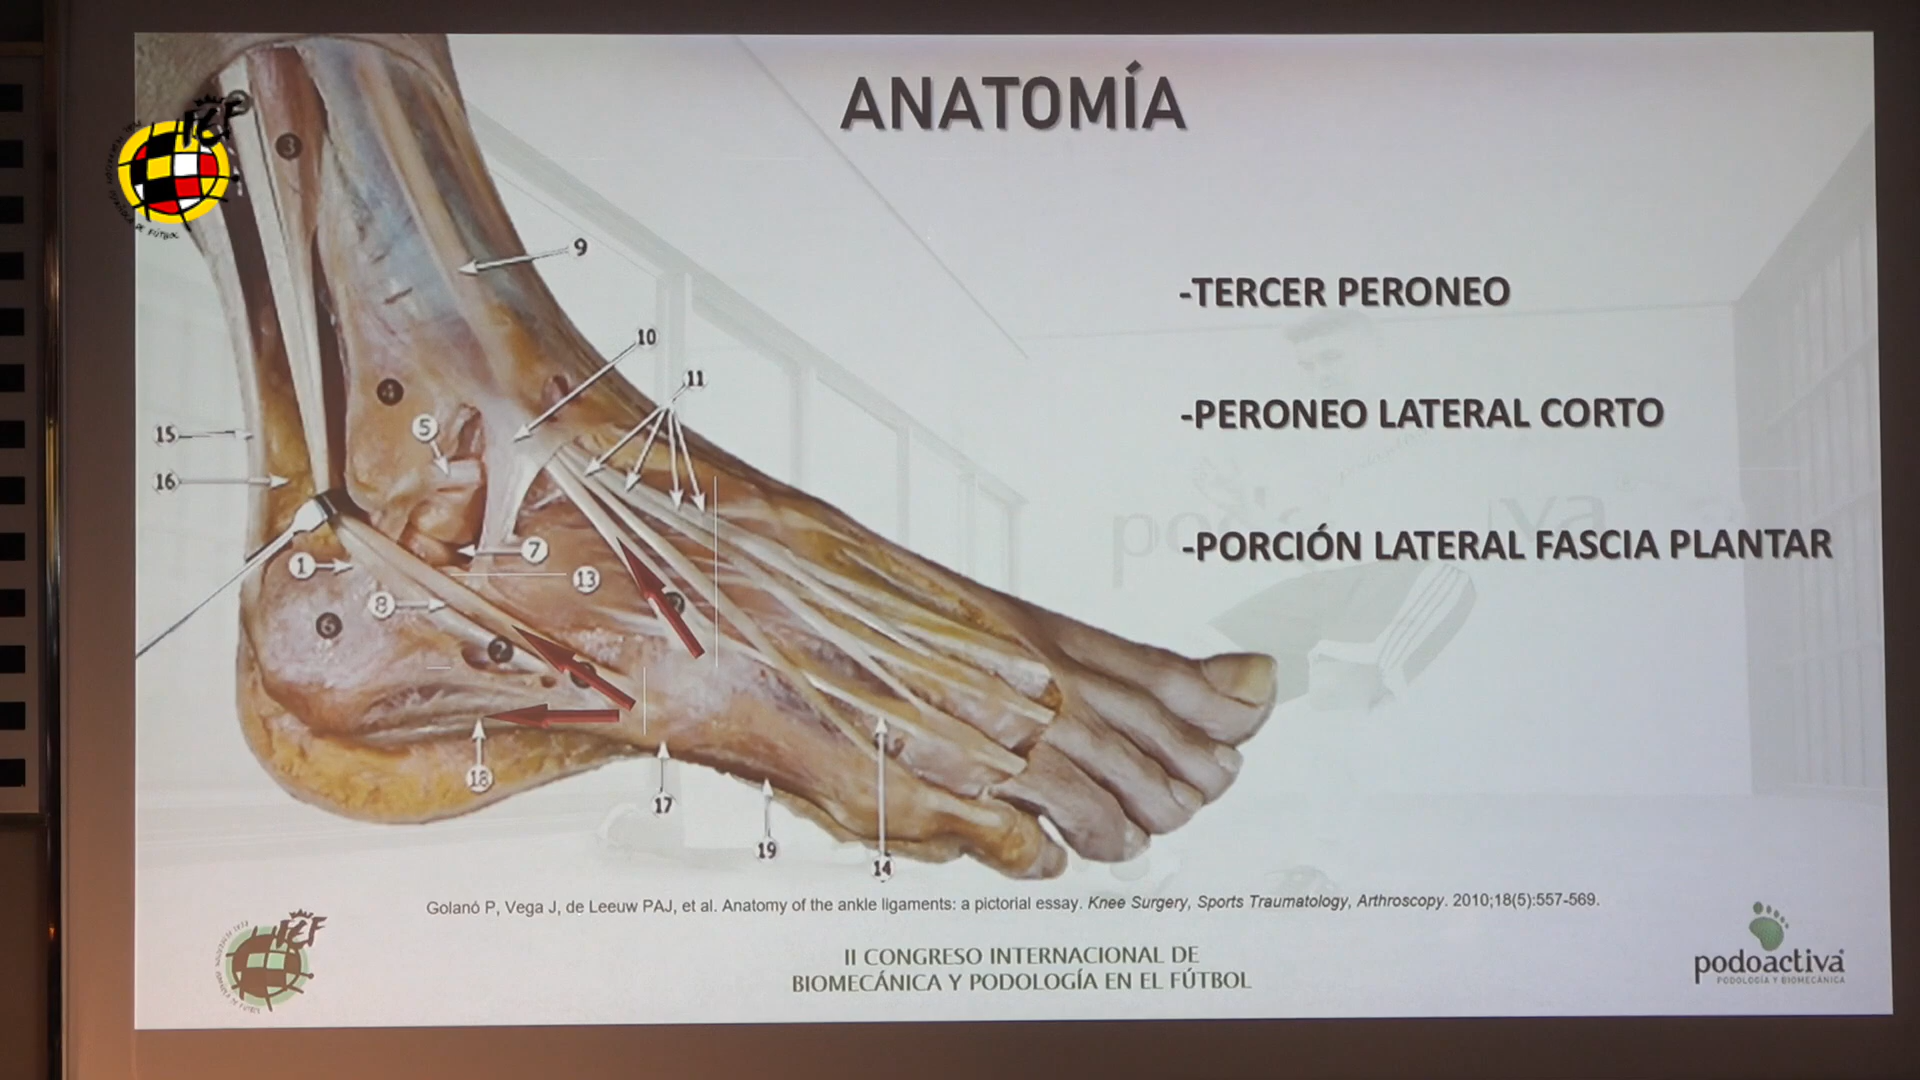 ANATOMÍA
3
9
10
-TERCER PERONEO
11
4
-PERONEO LATERAL CORTO
5
15
16
-PORCIÓN LATERAL FASCIA PLANTAR
7
1
13
8
6
2
18
17
19
14
Golanó P, Vega J, de Leeuw PAJ, et al. Anatomy of the ankle ligaments: a pictorial essay. Knee Surgery, Sports Traumatology, Arthroscopy. 2010;18(5):557-569.
II CONGRESO INTERNACIONAL DE
BIOMECÁNICA Y PODOLOGÍA EN EL FÚTBOL
podoactiva
PODOLOGÍA Y BIOMECÁNICA